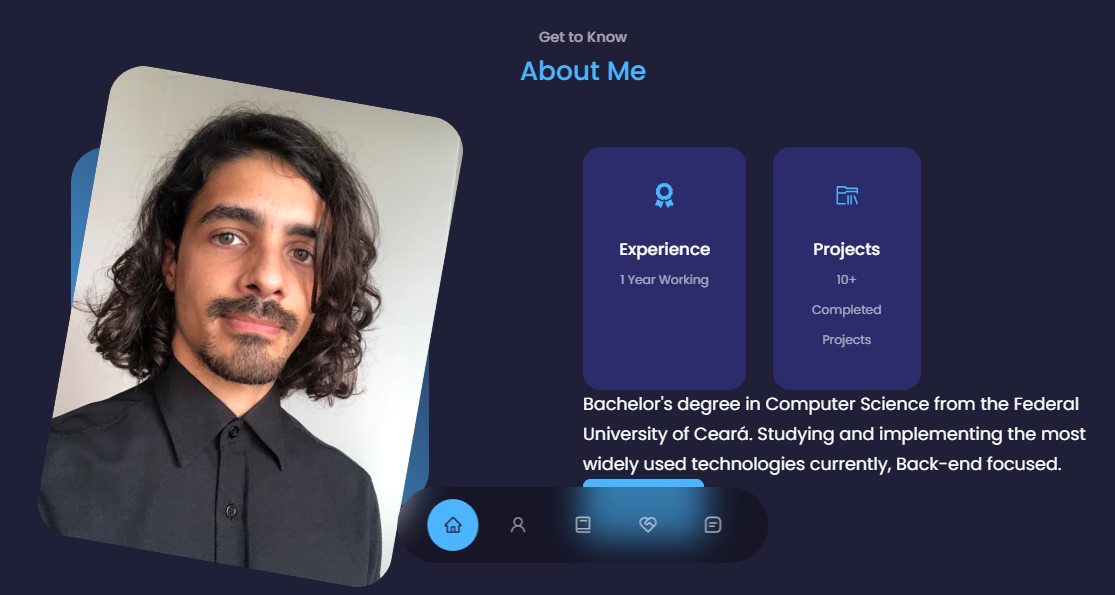 Get to Know
About Me
Experience
1 Year Working
Projects
10+
Completed
Projects
Bachelor's degree in Computer Science from the Federal
University of Ceará. Studying and implementing the most
widely used technologies currently, Back-end focused.